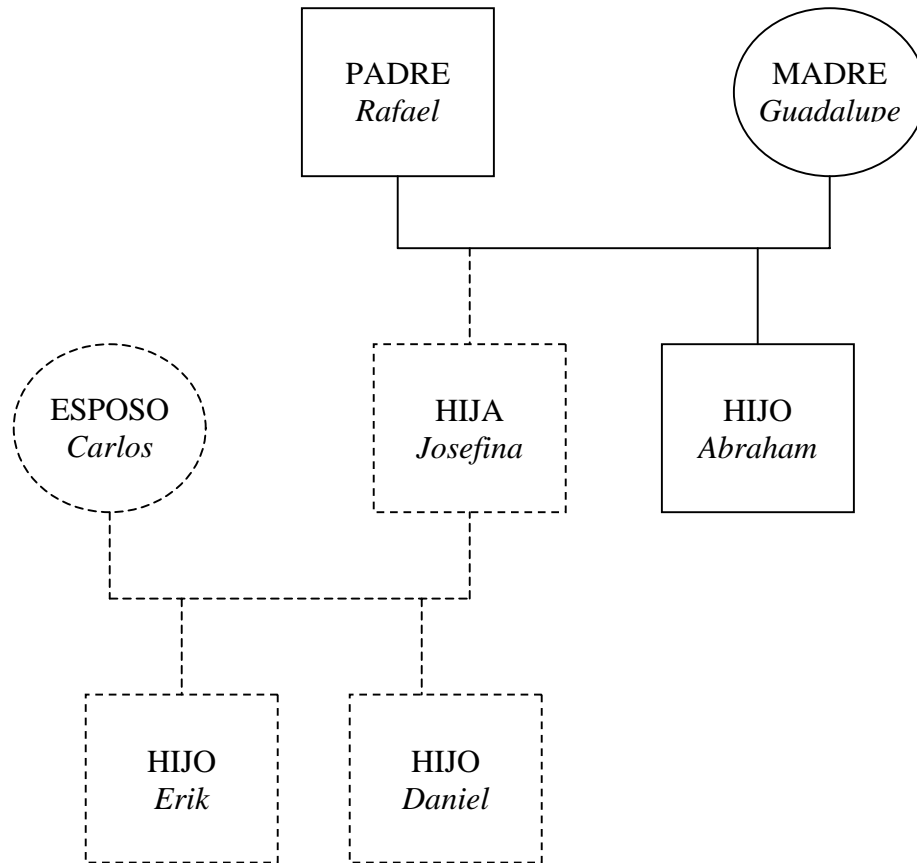 PADRE
Rafael
MADRE
Guadalupe
ESPOSO
Carlos
HIJA
Josefina
HIJO
Abraham
HIJO
Erik
HIJO
Daniel